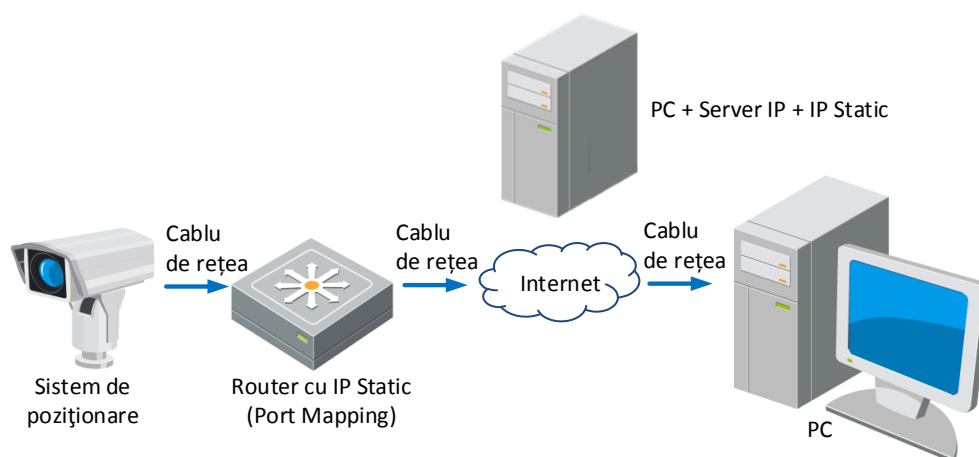 PC + Server IP + IP Static
Cablu
de rețea
Cablu
de rețea
Cablu
de rețea
Internet
Sistem de
poziţionare
Router cu IP Static
(Port Mapping)
PC